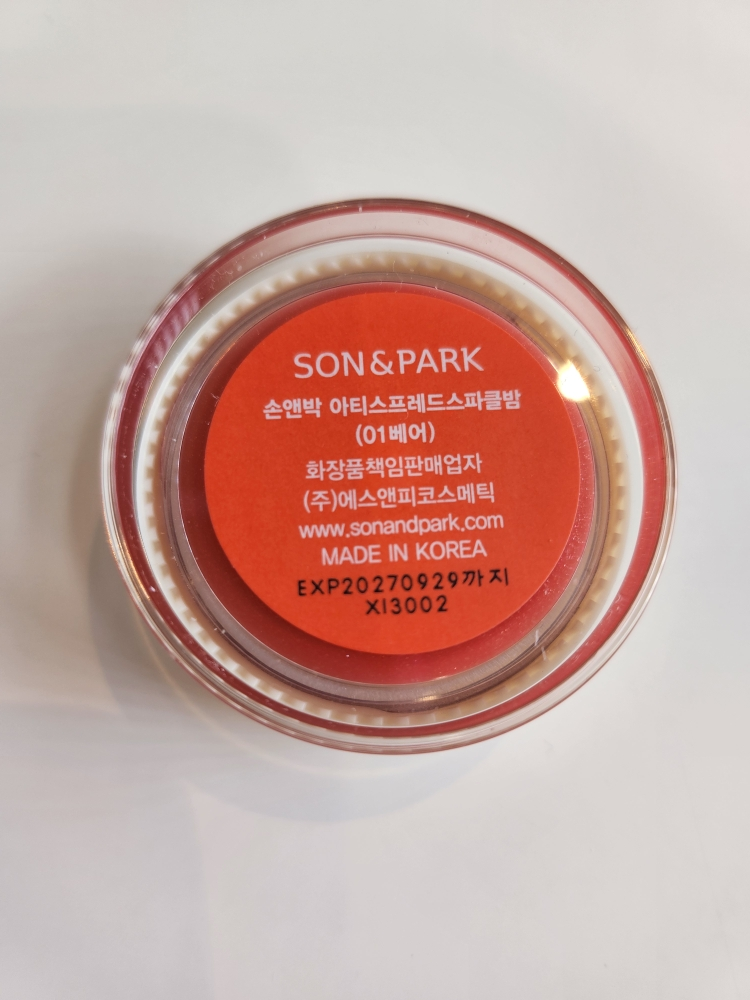 SON&PARK
손앤박 아티스프레드스파클밤
(01베어)
화장품책임판매업자
(주)에스앤피코스메틱
www.sonandpark.com
MADE IN KOREA
EXP20270929까지
XI3002